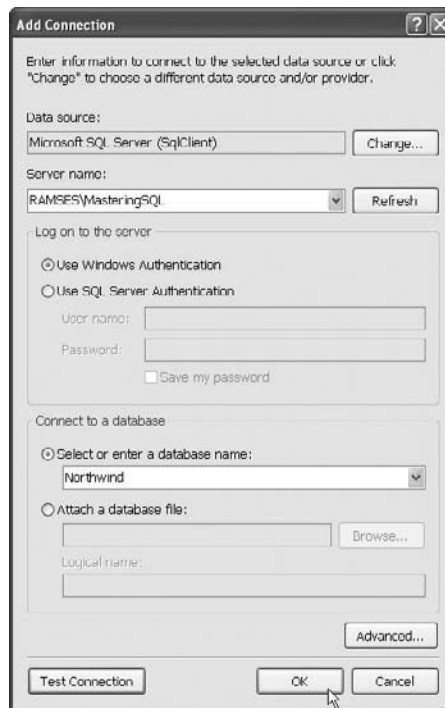 Add Connection
Enter information to connect to the selected data source or click
"Change" to choose a different data source and/or provider.
Data source:
Microsoft SQL Server (SqlClient)
Change...
Server name:
RAMSES\MasteringSQL
Refresh
Log on to the server
Use Windows Authentication
Use SQL Server Authentication
User name:
Password:
Save my password
Connect to a database
Select or enter a database name:
Northwind
Attach a database file:
Browse...
Logical name:
Advanced...
Test Connection
OK
Cancel